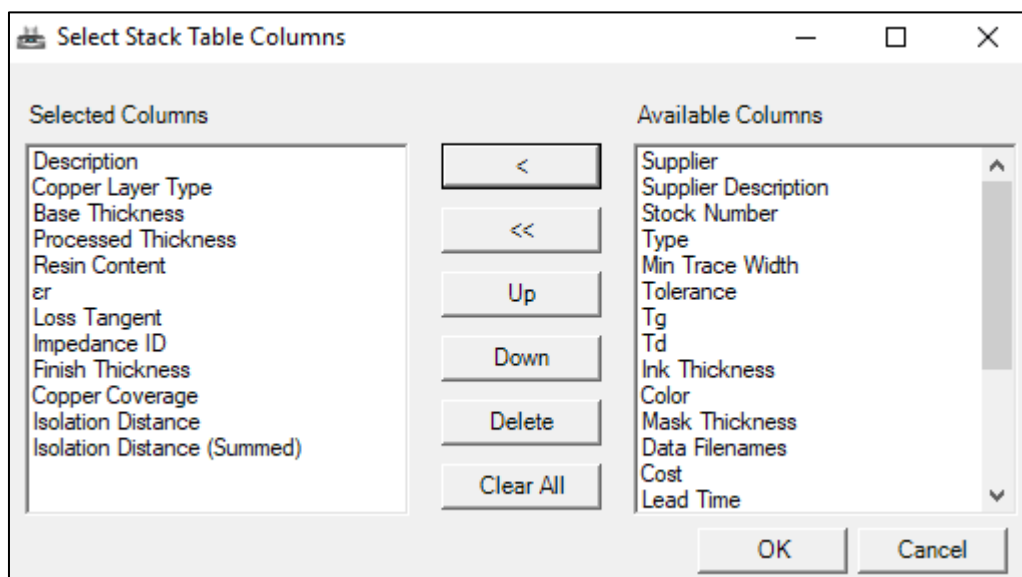 Select Stack Table Columns
Selected Columns
Description
Copper Layer Type
Base Thickness
Processed Thickness
Resin Content
εr
Loss Tangent
Impedance ID
Finish Thickness
Copper Coverage
Isolation Distance
Isolation Distance (Summed)
<
<<
Up
Down
Delete
Clear All
Available Columns
Supplier
Supplier Description
Stock Number
Type
Min Trace Width
Tolerance
Tg
Td
Ink Thickness
Color
Mask Thickness
Data Filenames
Cost
Lead Time
OK
Cancel